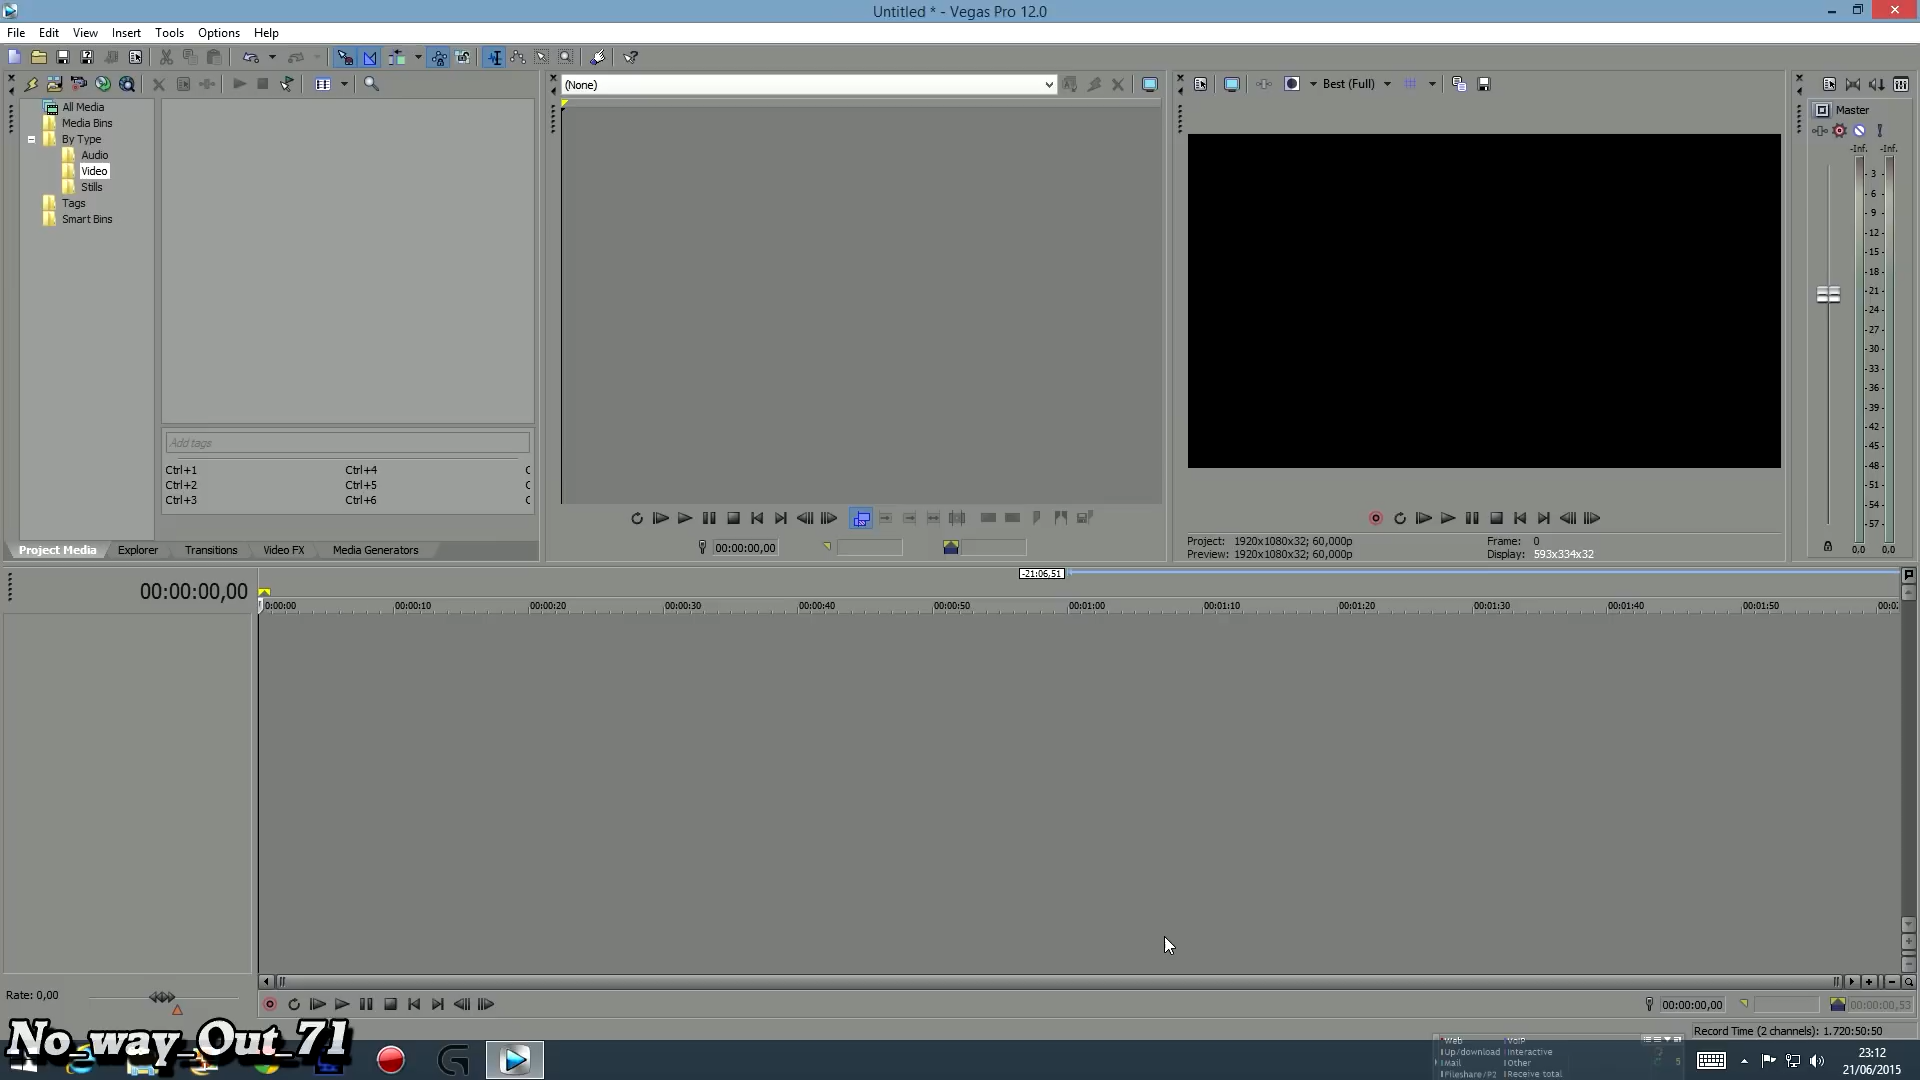 Untitled * - Vegas Pro 12.0
File Edit View Insert Tools Options Help
(None)
Best (Full)
All Media
Media Bins
By Type
Audio
Video
Stills
Tags
Smart Bins
Master
-Inf. -Inf.
3
6
9
12
15
18
21
24
27
30
33
36
39
42
45
48
51
54
57
0,0 0,0
Add tags
Ctrl+1 Ctrl+4 C
Ctrl+2 Ctrl+5 C
Ctrl+3 Ctrl+6 C
Project Media Explorer Transitions Video FX Media Generators
00:00:00,00
Project: 1920x1080x32; 60,000p Frame: 0
Preview: 1920x1080x32; 60,000p Display: 593x334x32
-21:06,51
00:00:00,00
0:00:00 00:00:10 00:00:20 00:00:30 00:00:40 00:00:50 00:01:00 00:01:10 00:01:20 00:01:30 00:01:40 00:01:50 00:0
Rate: 0,00
00:00:00,00 00:00:00,53
Record Time (2 channels): 1.720:50:50
No_way_Out_71
Web VoIP
Up/download Interactive
Mail Other
Fileshare/P2 Receive total
5
23:12
21/06/2015